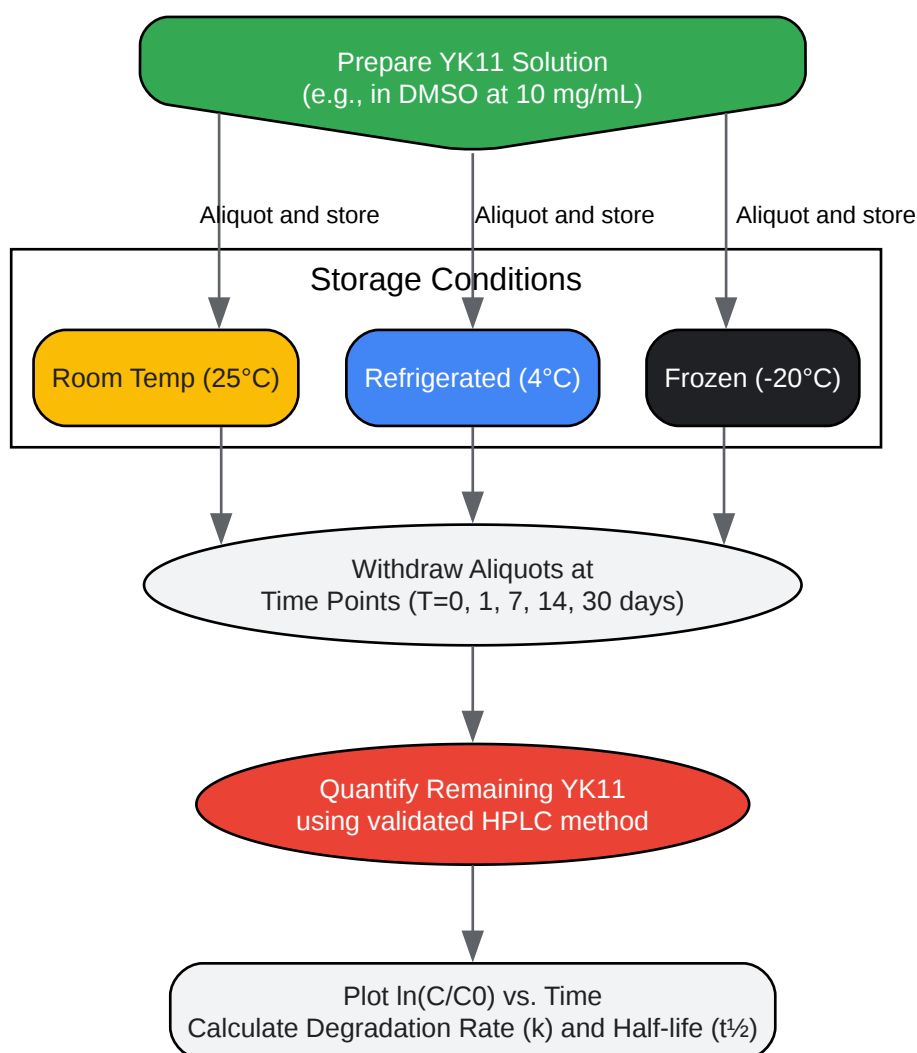 Prepare YK11 Solution
(e.g., in DMSO at 10 mg/mL)
Aliquot and store
Aliquot and store
Aliquot and store
Storage Conditions
Room Temp (25°C)
Refrigerated (4°C)
Frozen (-20°C)
Withdraw Aliquots at
Time Points (T=0, 1, 7, 14, 30 days)
Quantify Remaining YK11
using validated HPLC method
Plot ln(C/C0) vs. Time
Calculate Degradation Rate (k) and Half-life (t½)